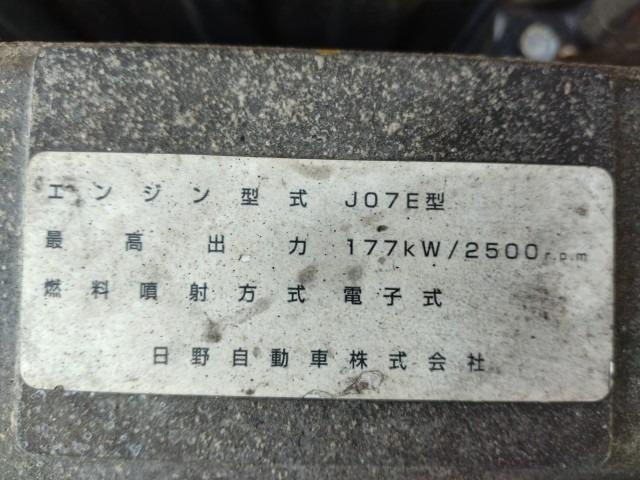 エンジン型式 J07E型
最高出力 177kW/2500r.p.m
燃料噴射方式 電子式
日野自動車株式会社